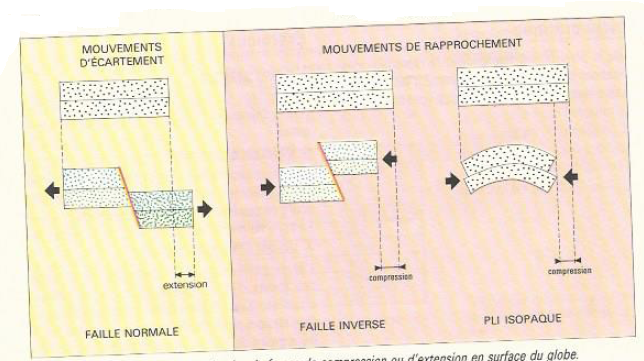 MOUVEMENTS
D'ÉCARTEMENT
MOUVEMENTS DE RAPPROCHEMENT
extension
compression
compression
FAILLE NORMALE
FAILLE INVERSE
PLI ISOPAQUE
de compression ou d'extension en surface du globe.